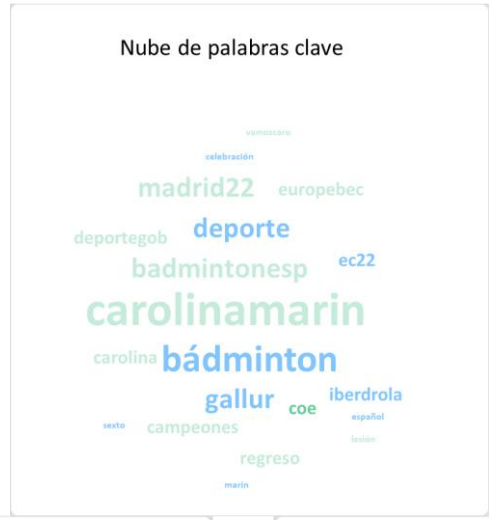 Nube de palabras clave
vamoscaro
celebración
madrid22 europebec
deportegob deporte
badmintonesp ec22
carolinamarin
carolina bádminton
gallur coe iberdrola
sexto campeones español
lesión
regreso
marín